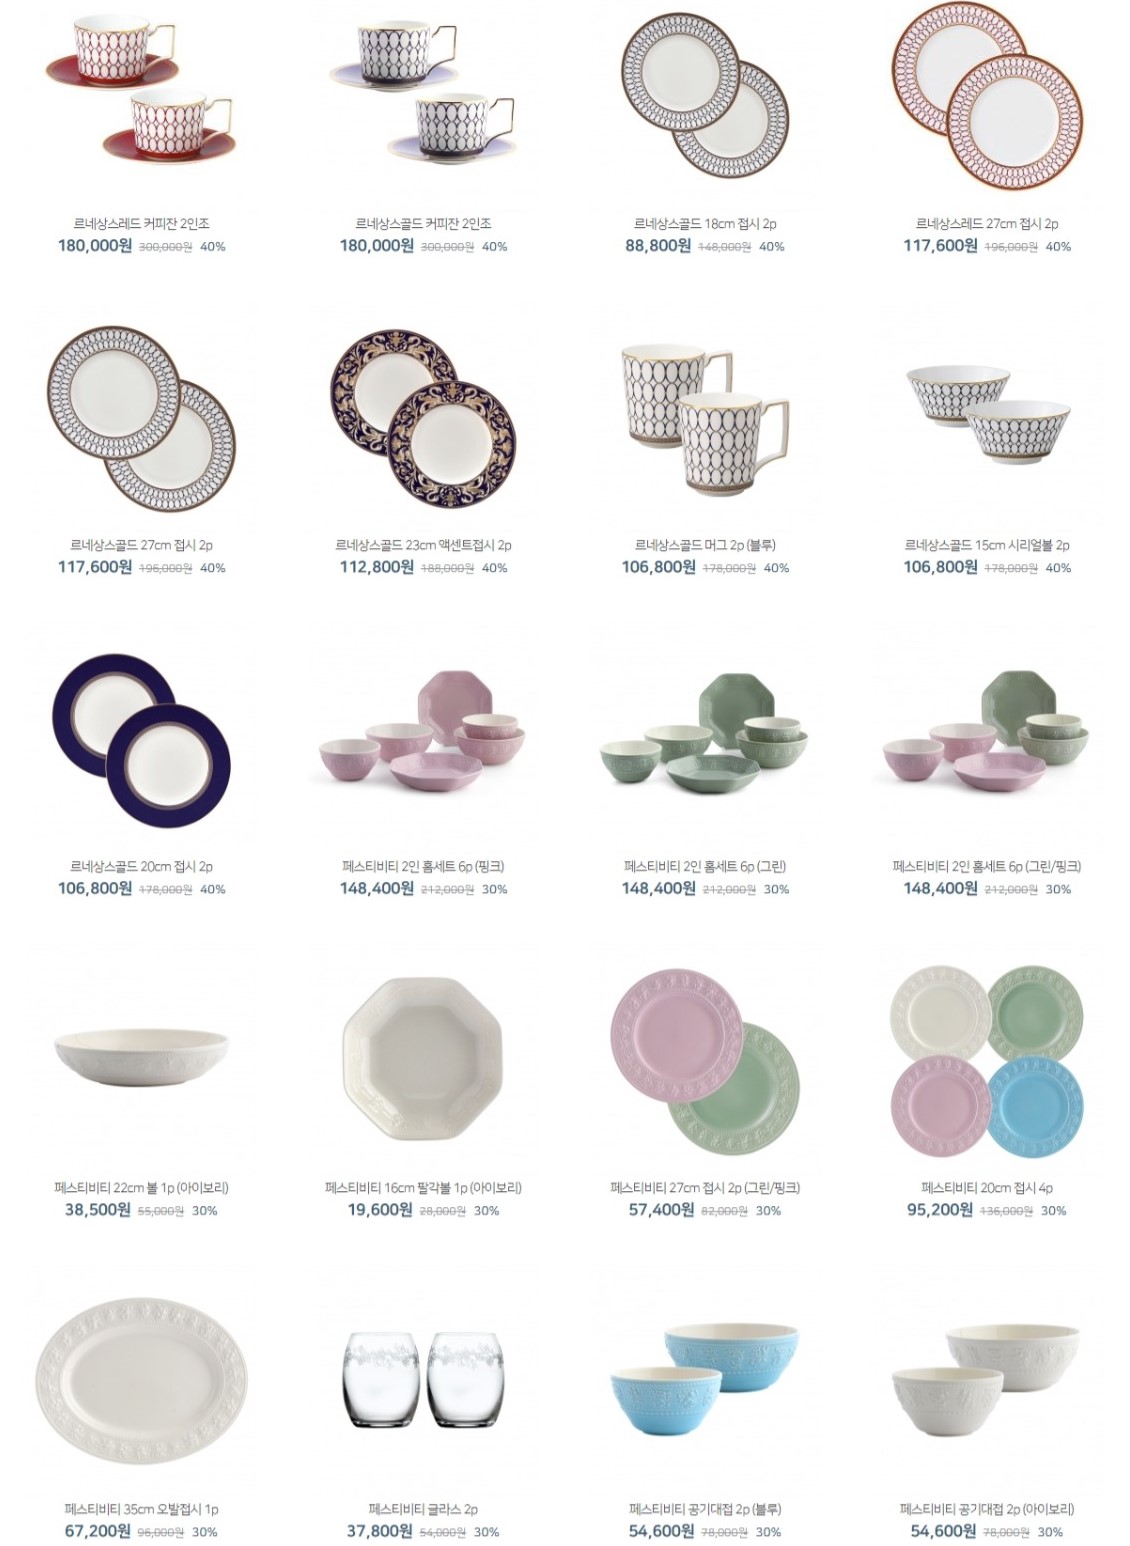 르네상스레드 커피잔 2인조
180,000원 300,000원 40%
르네상스골드 커피잔 2인조
180,000원 300,000원 40%
르네상스골드 18cm 접시 2p
88,800원 148,000원 40%
르네상스레드 27cm 접시 2p
117,600원 196,000원 40%
르네상스골드 27cm 접시 2p
117,600원 196,000원 40%
르네상스골드 23cm 액센트접시 2p
112,800원 188,000원 40%
르네상스골드 머그 2p (블루)
106,800원 178,000원 40%
르네상스골드 15cm 시리얼볼 2p
106,800원 178,000원 40%
르네상스골드 20cm 접시 2p
106,800원 178,000원 40%
페스티비티 2인 홈세트 6p (핑크)
148,400원 212,000원 30%
페스티비티 2인 홈세트 6p (그린)
148,400원 212,000원 30%
페스티비티 2인 홈세트 6p (그린/핑크)
148,400원 212,000원 30%
페스티비티 22cm 볼 1p (아이보리)
38,500원 55,000원 30%
페스티비티 16cm 팔각볼 1p (아이보리)
19,600원 28,000원 30%
페스티비티 27cm 접시 2p (그린/핑크)
57,400원 82,000원 30%
페스티비티 20cm 접시 4p
95,200원 136,000원 30%
페스티비티 35cm 오발접시 1p
67,200원 96,000원 30%
페스티비티 글라스 2p
37,800원 54,000원 30%
페스티비티 공기대접 2p (블루)
54,600원 78,000원 30%
페스티비티 공기대접 2p (아이보리)
54,600원 78,000원 30%